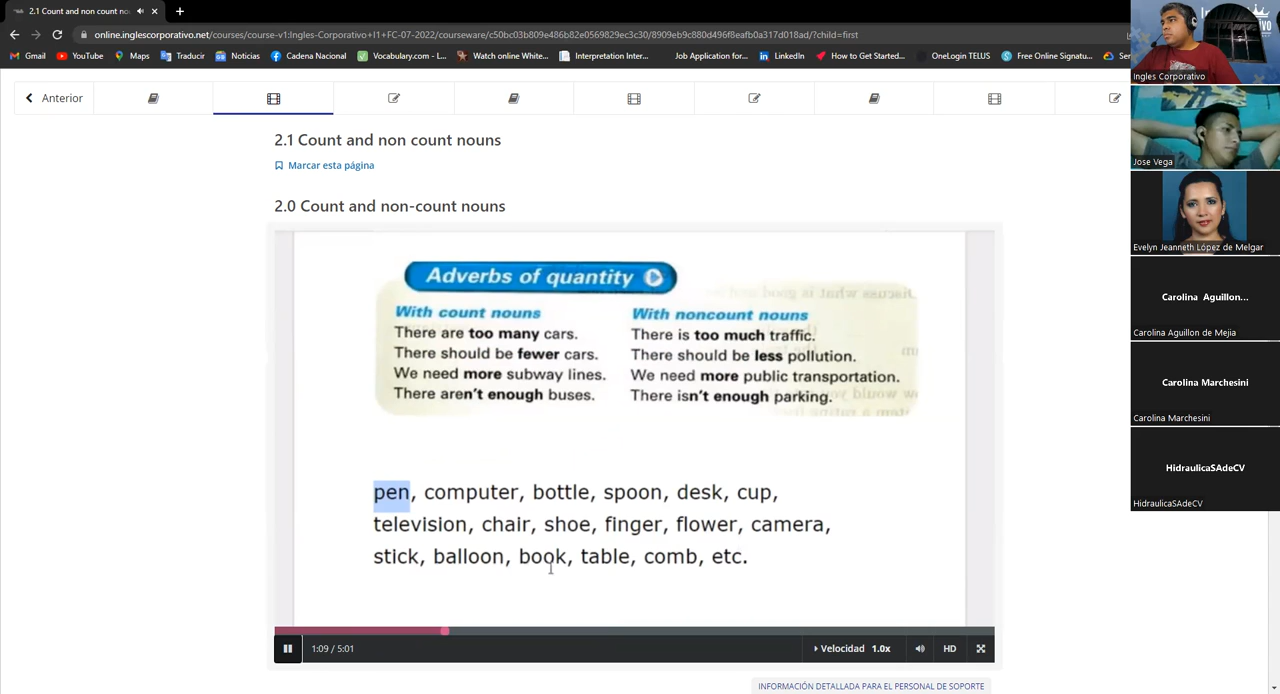 2.1 Count and non count no
online.inglescorporativo.net/courses/course-v1:Ingles-Corporativo+I1+FC-07-2022/courseware/c50bc03b809e486b82e0569829ec3c30/8909eb9c880d496f8eafb0a317d018ad/?child=first
Gmail YouTube Maps Traducir Noticias Cadena Nacional Vocabulary.com - L... Watch online White... Interpretation Inter... Job Application for... LinkedIn How to Get Started... OneLogin TELUS Free Online Signatu...
Ingles Corporativo
Anterior
2.1 Count and non count nouns
Marcar esta página
Jose Vega
2.0 Count and non-count nouns
Evelyn Jeanneth López de Melgar
Adverbs of quantity
With count nouns
There are too many cars.
There should be fewer cars.
We need more subway lines.
There aren't enough buses.
With noncount nouns
There is too much traffic.
There should be less pollution.
We need more public transportation.
There isn't enough parking.
Carolina Aguillon...
Carolina Aguillon de Mejia
Carolina Marchesini
Carolina Marchesini
HidraulicaSAdeCV
HidraulicaSAdeCV
pen, computer, bottle, spoon, desk, cup,
television, chair, shoe, finger, flower, camera,
stick, balloon, book, table, comb, etc.
1:09 / 5:01
Velocidad 1.0x
HD
INFORMACIÓN DETALLADA PARA EL PERSONAL DE SOPORTE